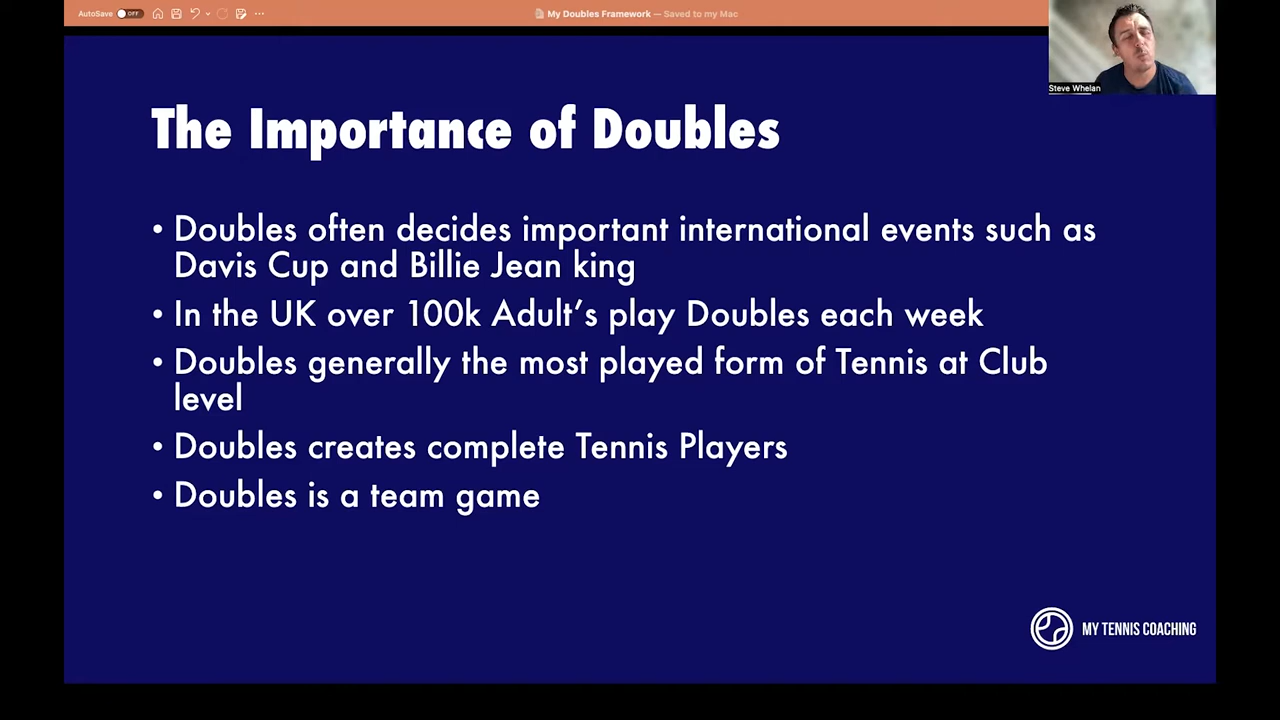 AutoSave OFF
My Doubles Framework — Saved to my Mac
Steve Whelan
The Importance of Doubles
• Doubles often decides important international events such as
Davis Cup and Billie Jean king
• In the UK over 100k Adult’s play Doubles each week
• Doubles generally the most played form of Tennis at Club
level
• Doubles creates complete Tennis Players
• Doubles is a team game
MY TENNIS COACHING